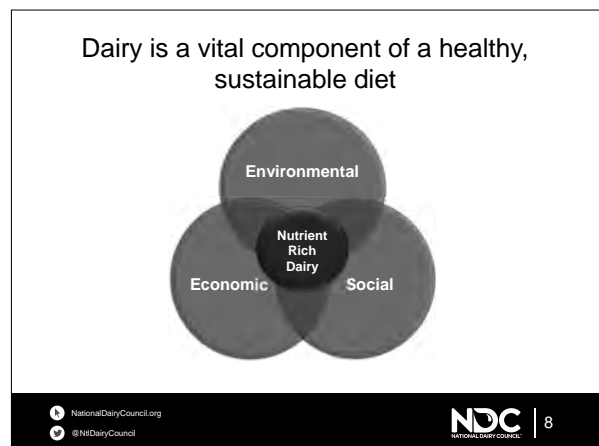 Dairy is a vital component of a healthy,
sustainable diet
Environmental
Nutrient
Rich
Dairy
Economic
Social
NationalDairyCouncil.org
@NtlDairyCouncil
NDC
NATIONAL DAIRY COUNCIL
8